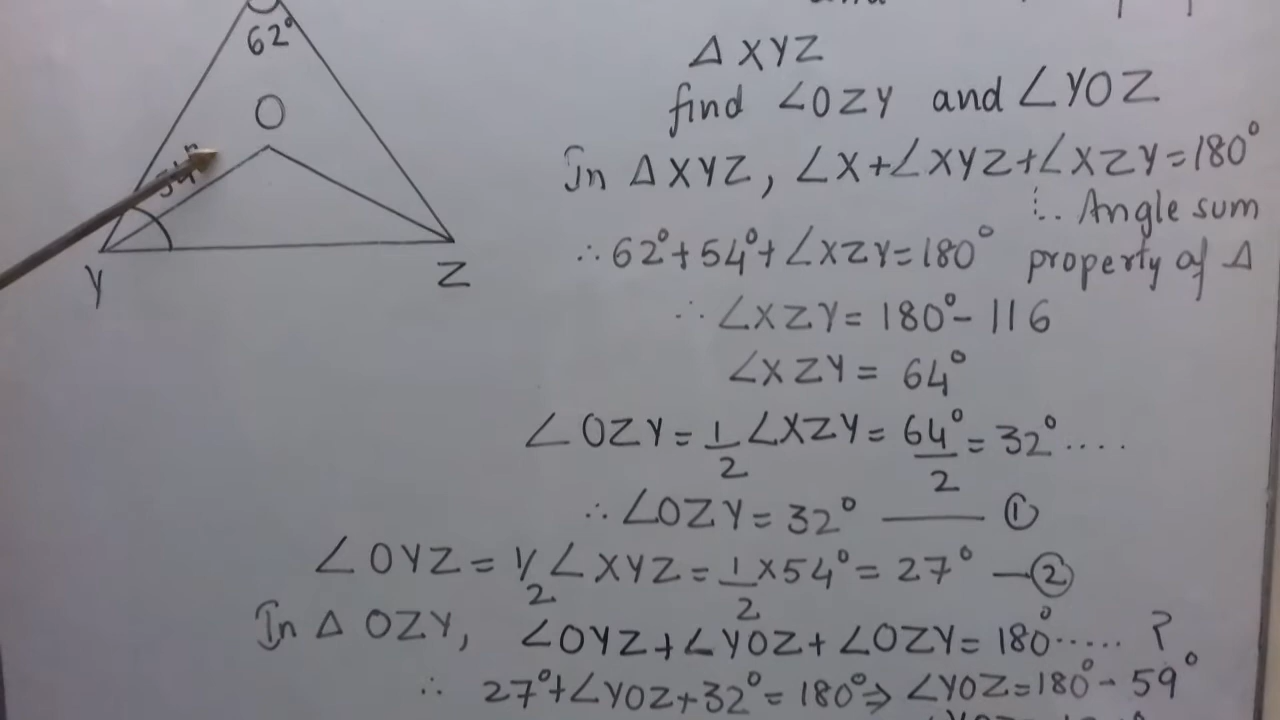 62°
O
54°
Y
Z
Δ XYZ
find ∠OZY and ∠YOZ
In Δ XYZ, ∠X+∠XYZ+∠XZY=180°
Angle sum
∴ 62°+54°+∠XZY=180° property of Δ
∴ ∠XZY= 180°- 116
∠XZY= 64°
∠OZY= 1/2 ∠XZY= 64°/2 = 32° ....
∴ ∠OZY= 32° —— ①
∠OYZ= 1/2 ∠XYZ= 1/2 X54°= 27° —②
In Δ OZY, ∠OYZ+∠YOZ+∠OZY= 180°..... ?
∴ 27°+∠YOZ+32°= 180°⇒ ∠YOZ=180°- 59°